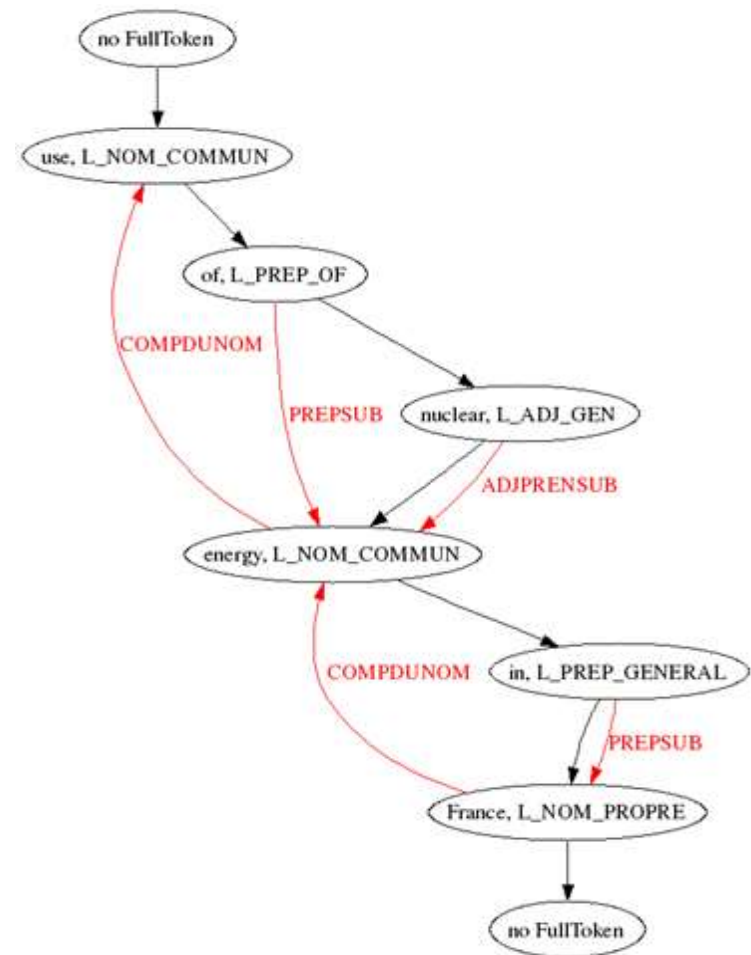 no FullToken
use, L_NOM_COMMUN
of, L_PREP_OF
COMPDUNOM
PREPSUB
nuclear, L_ADJ_GEN
ADJPRENSUB
energy, L_NOM_COMMUN
COMPDUNOM
in, L_PREP_GENERAL
PREPSUB
France, L_NOM_PROPRE
no FullToken